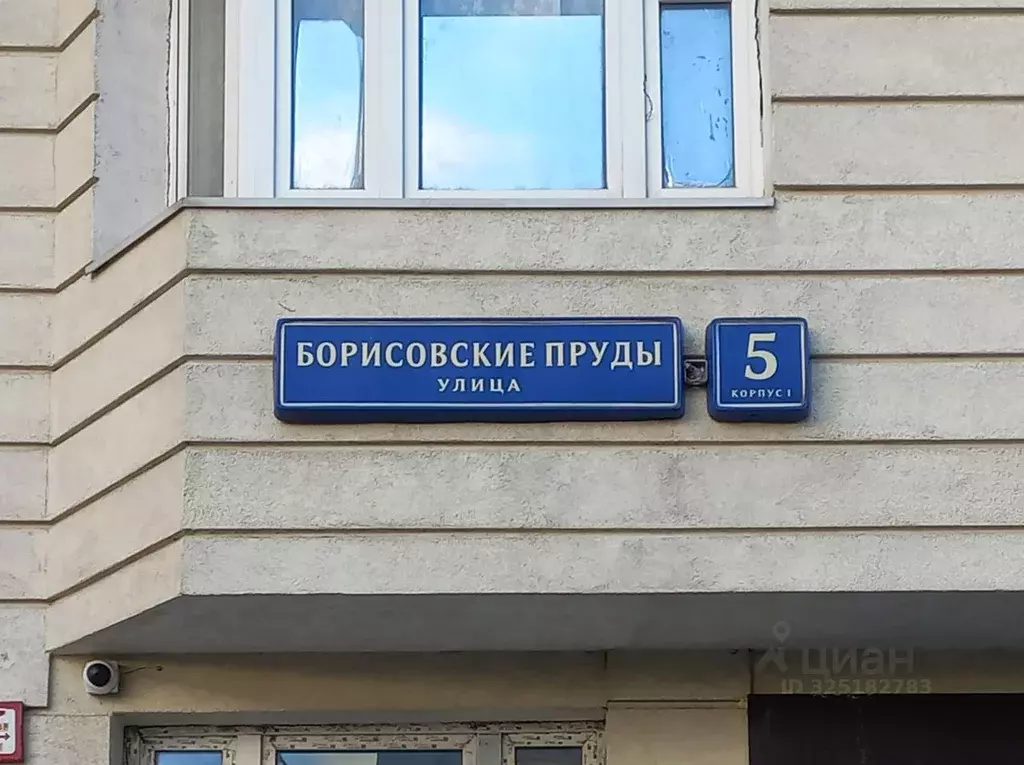 БОРИСОВСКИЕ ПРУДЫ
УЛИЦА
5
КОРПУС 1
циан
ID 325182783